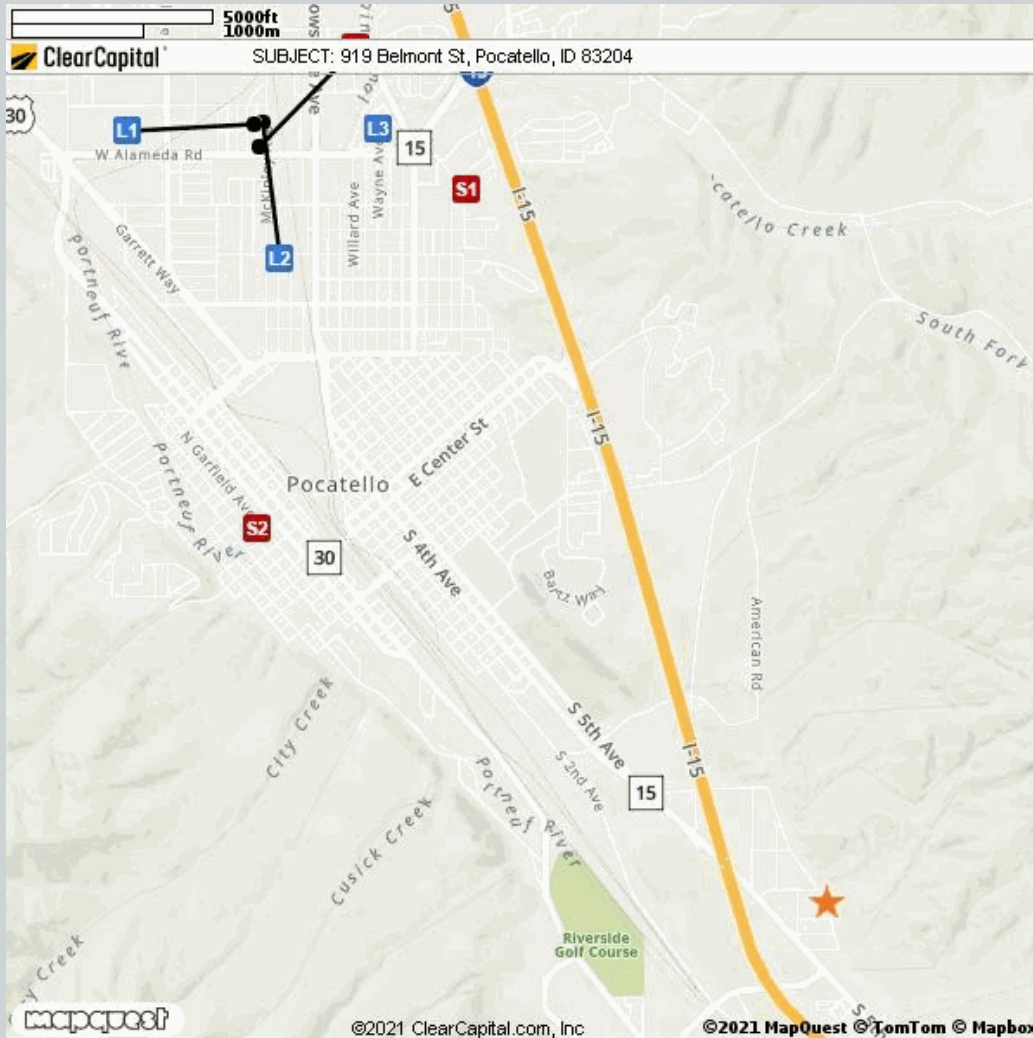 5000ft
1000m
ClearCapital
SUBJECT: 919 Belmont St, Pocatello, ID 83204
30
L1
W Alameda Rd
McKinley
L2
Willard Ave
Wayne Ave
L3
15
S1
I-15
Garrett Way
Portneuf Rive
South Fork
I-15
E Center St
N Garfield Ave
Portneuf River
Pocatello
S2
30
S 4th Ave
Bartz Way
American Rd
City Creek
S 5th Ave
I-15
S 2nd Ave
15
Portneuf River
Cusick Creek
Riverside
Golf Course
mapquest
©2021 ClearCapital.com, Inc
©2021 MapQuest © TomTom © Mapbox